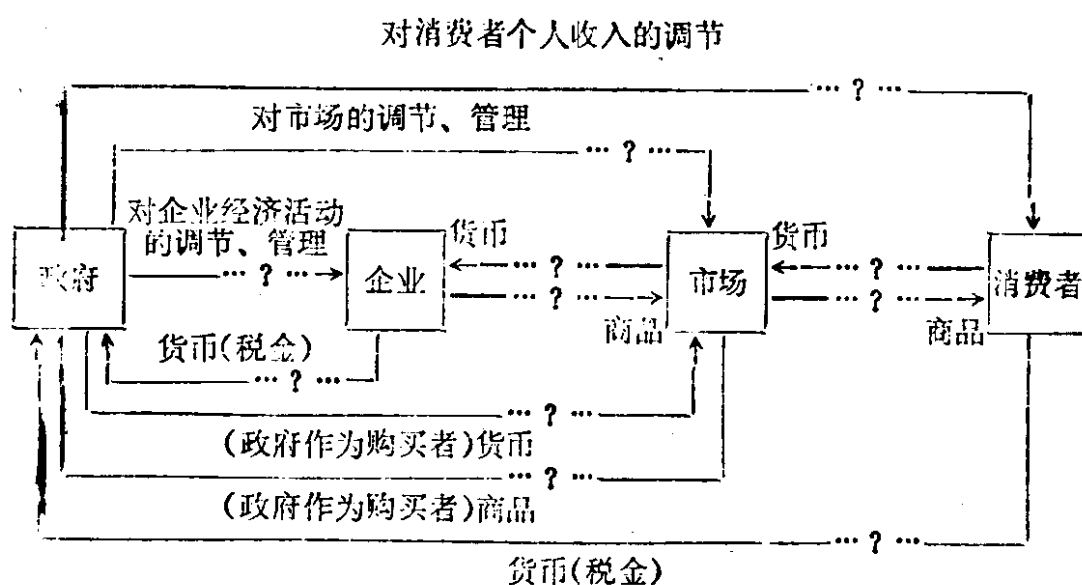 对消费者个人收入的调节
… ? …
对市场的调节、管理
… ? …
对企业经济活动
的调节、管理
货币
货币
政府
… ? …
企业
… ? …
… ? …
市场
… ? …
… ? …
消费者
商品
商品
货币(税金)
… ? …
… ? …
(政府作为购买者)货币
… ? …
(政府作为购买者)商品
… ? …
货币(税金)